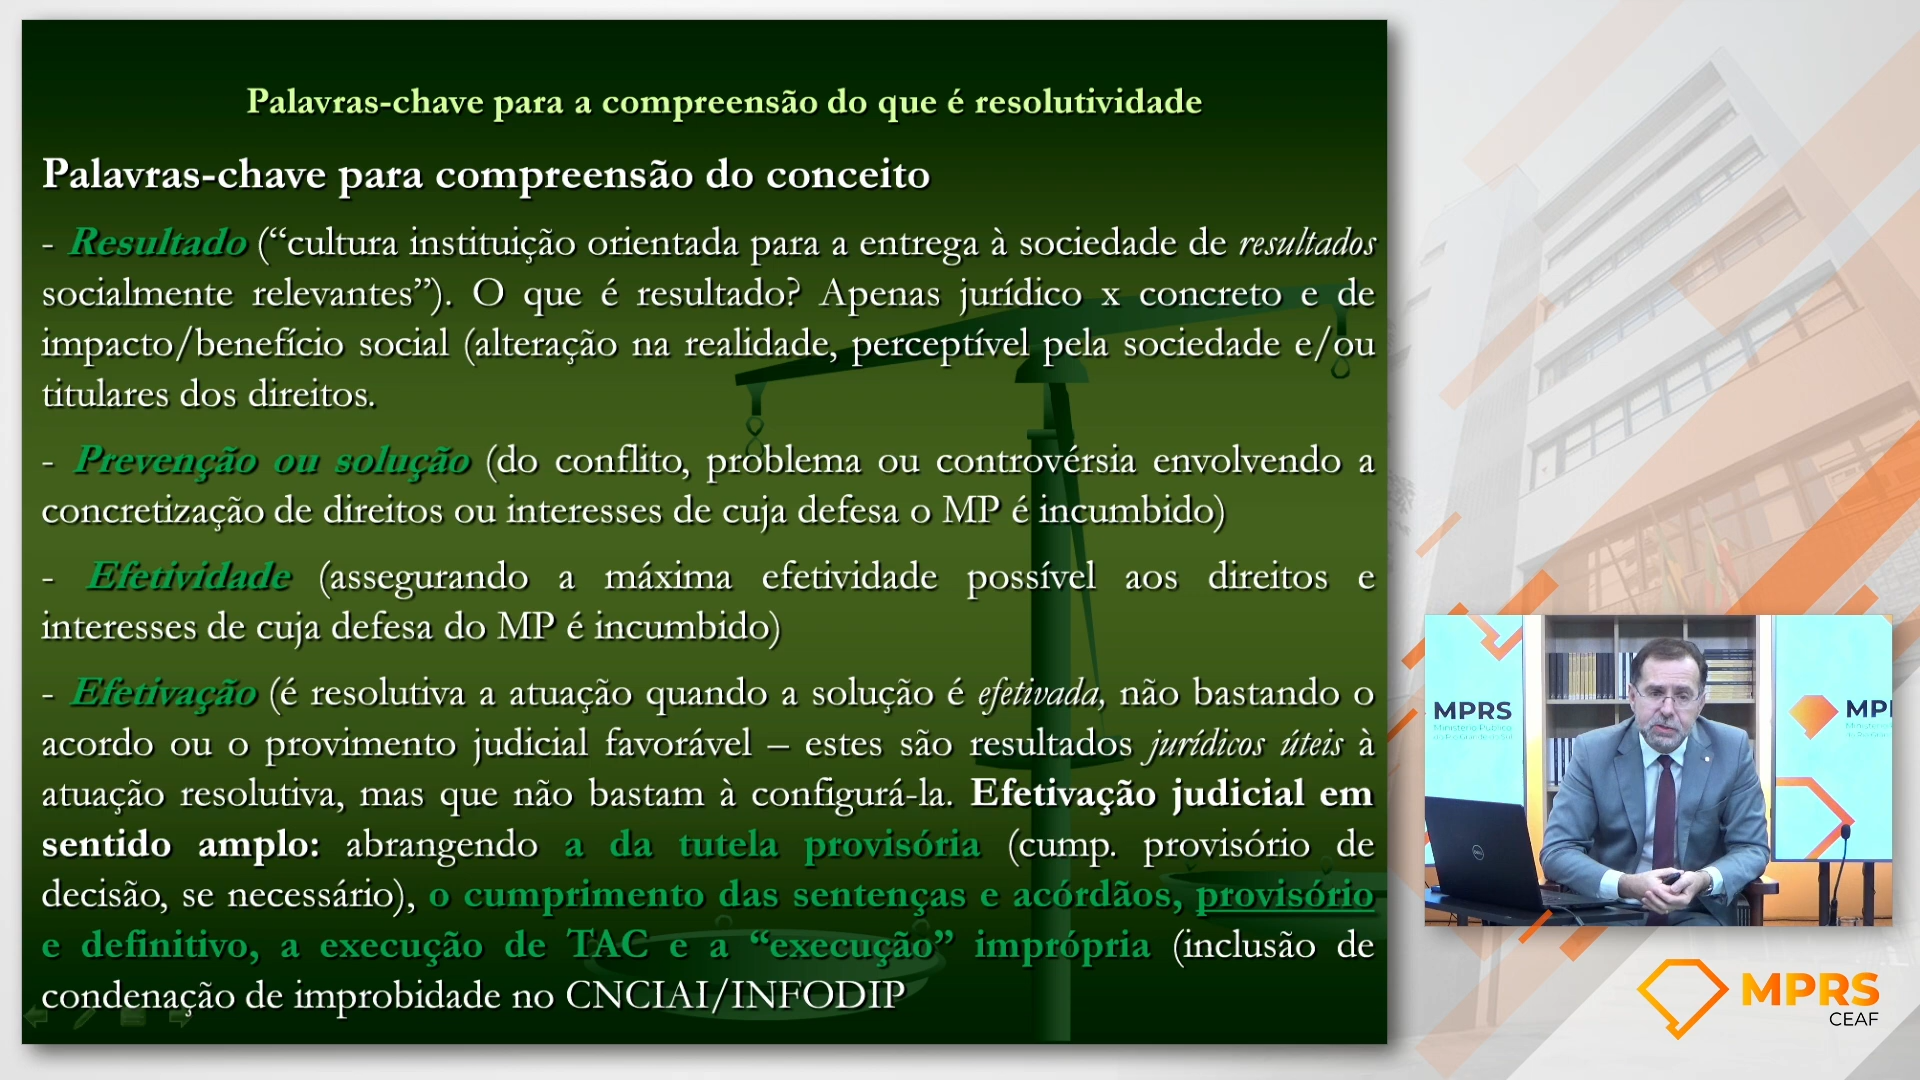 Palavras-chave para a compreensão do que é resolutividade
Palavras-chave para compreensão do conceito
- Resultado (“cultura instituição orientada para a entrega à sociedade de resultados
socialmente relevantes”). O que é resultado? Apenas jurídico x concreto e de
impacto/benefício social (alteração na realidade, perceptível pela sociedade e/ou
titulares dos direitos.
- Prevenção ou solução (do conflito, problema ou controvérsia envolvendo a
concretização de direitos ou interesses de cuja defesa o MP é incumbido)
- Efetividade (assegurando a máxima efetividade possível aos direitos e
interesses de cuja defesa do MP é incumbido)
- Efetivação (é resolutiva a atuação quando a solução é efetivada, não bastando o
acordo ou o provimento judicial favorável – estes são resultados jurídicos úteis à
atuação resolutiva, mas que não bastam à configurá-la. Efetivação judicial em
sentido amplo: abrangendo a da tutela provisória (cump. provisório de
decisão, se necessário), o cumprimento das sentenças e acórdãos, provisório
e definitivo, a execução de TAC e a “execução” imprópria (inclusão de
condenação de improbidade no CNCIAI/INFODIP
MPRS
Ministério Público
MP
MPRS
CEAF